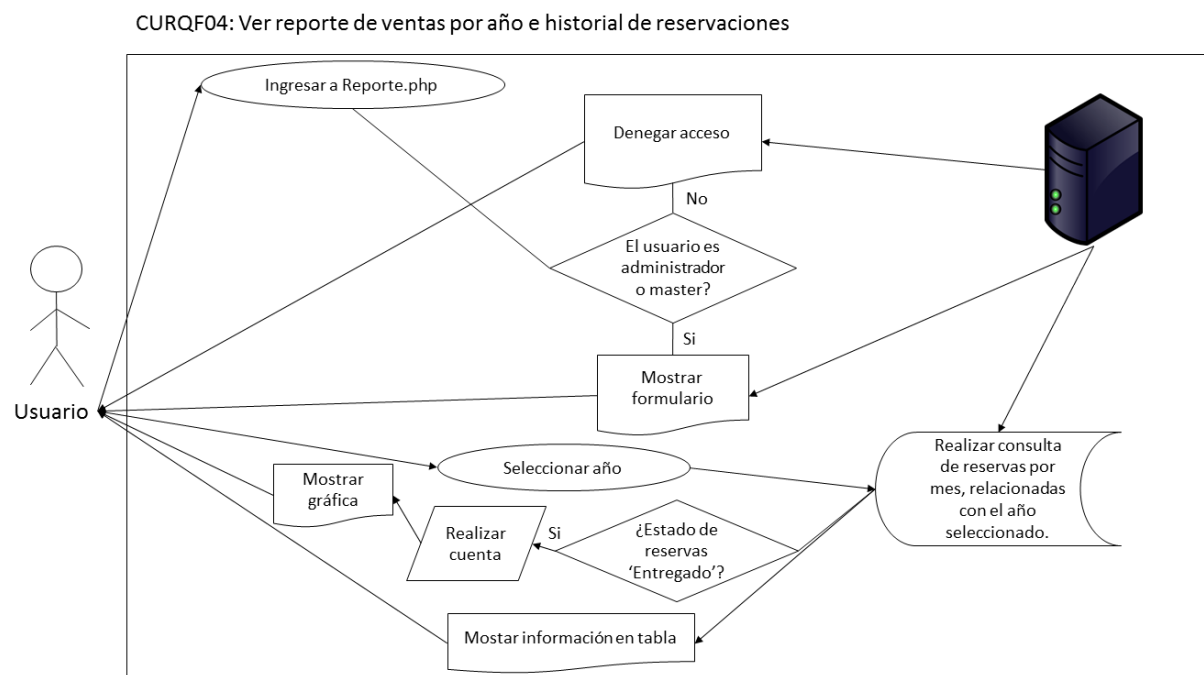 CURQF04: Ver reporte de ventas por año e historial de reservaciones
Ingresar a Reporte.php
Denegar acceso
No
El usuario es
administrador
o master?
Si
Mostrar
formulario
Usuario
Seleccionar año
Realizar consulta
de reservas por
mes, relacionadas
con el año
seleccionado.
Mostrar
gráfica
Realizar
cuenta
Si
¿Estado de
reservas
‘Entregado’?
Mostar información en tabla